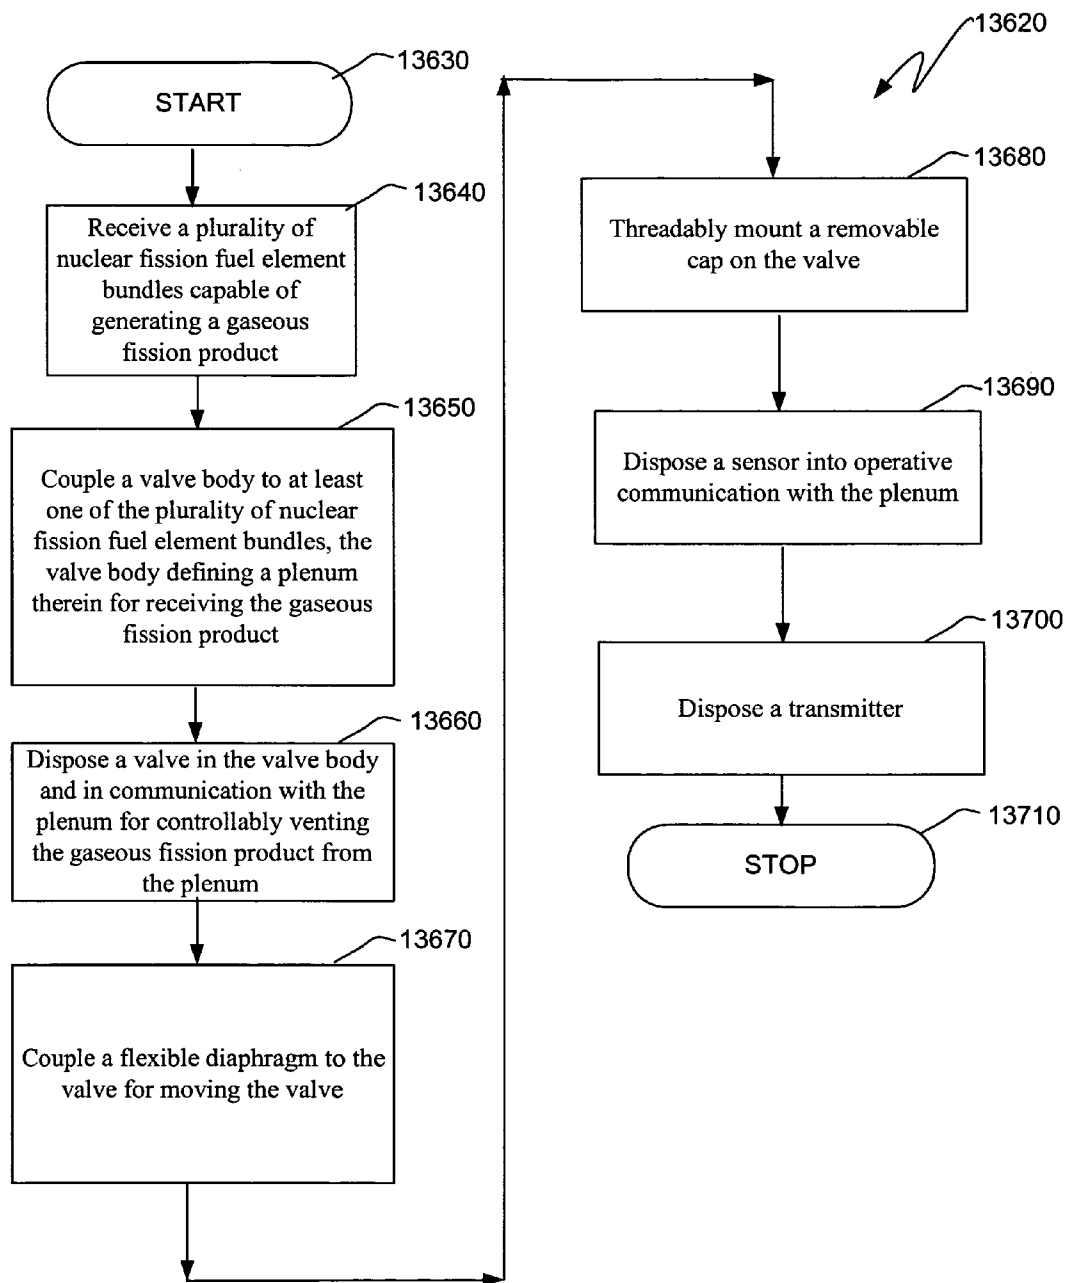 13620
13630
START
13640
Receive a plurality of
nuclear fission fuel element
bundles capable of
generating a gaseous
fission product
13650
Couple a valve body to at least
one of the plurality of nuclear
fission fuel element bundles, the
valve body defining a plenum
therein for receiving the gaseous
fission product
13660
Dispose a valve in the valve body
and in communication with the
plenum for controllably venting
the gaseous fission product from
the plenum
13670
Couple a flexible diaphragm to the
valve for moving the valve
13680
Threadably mount a removable
cap on the valve
13690
Dispose a sensor into operative
communication with the plenum
13700
Dispose a transmitter
13710
STOP